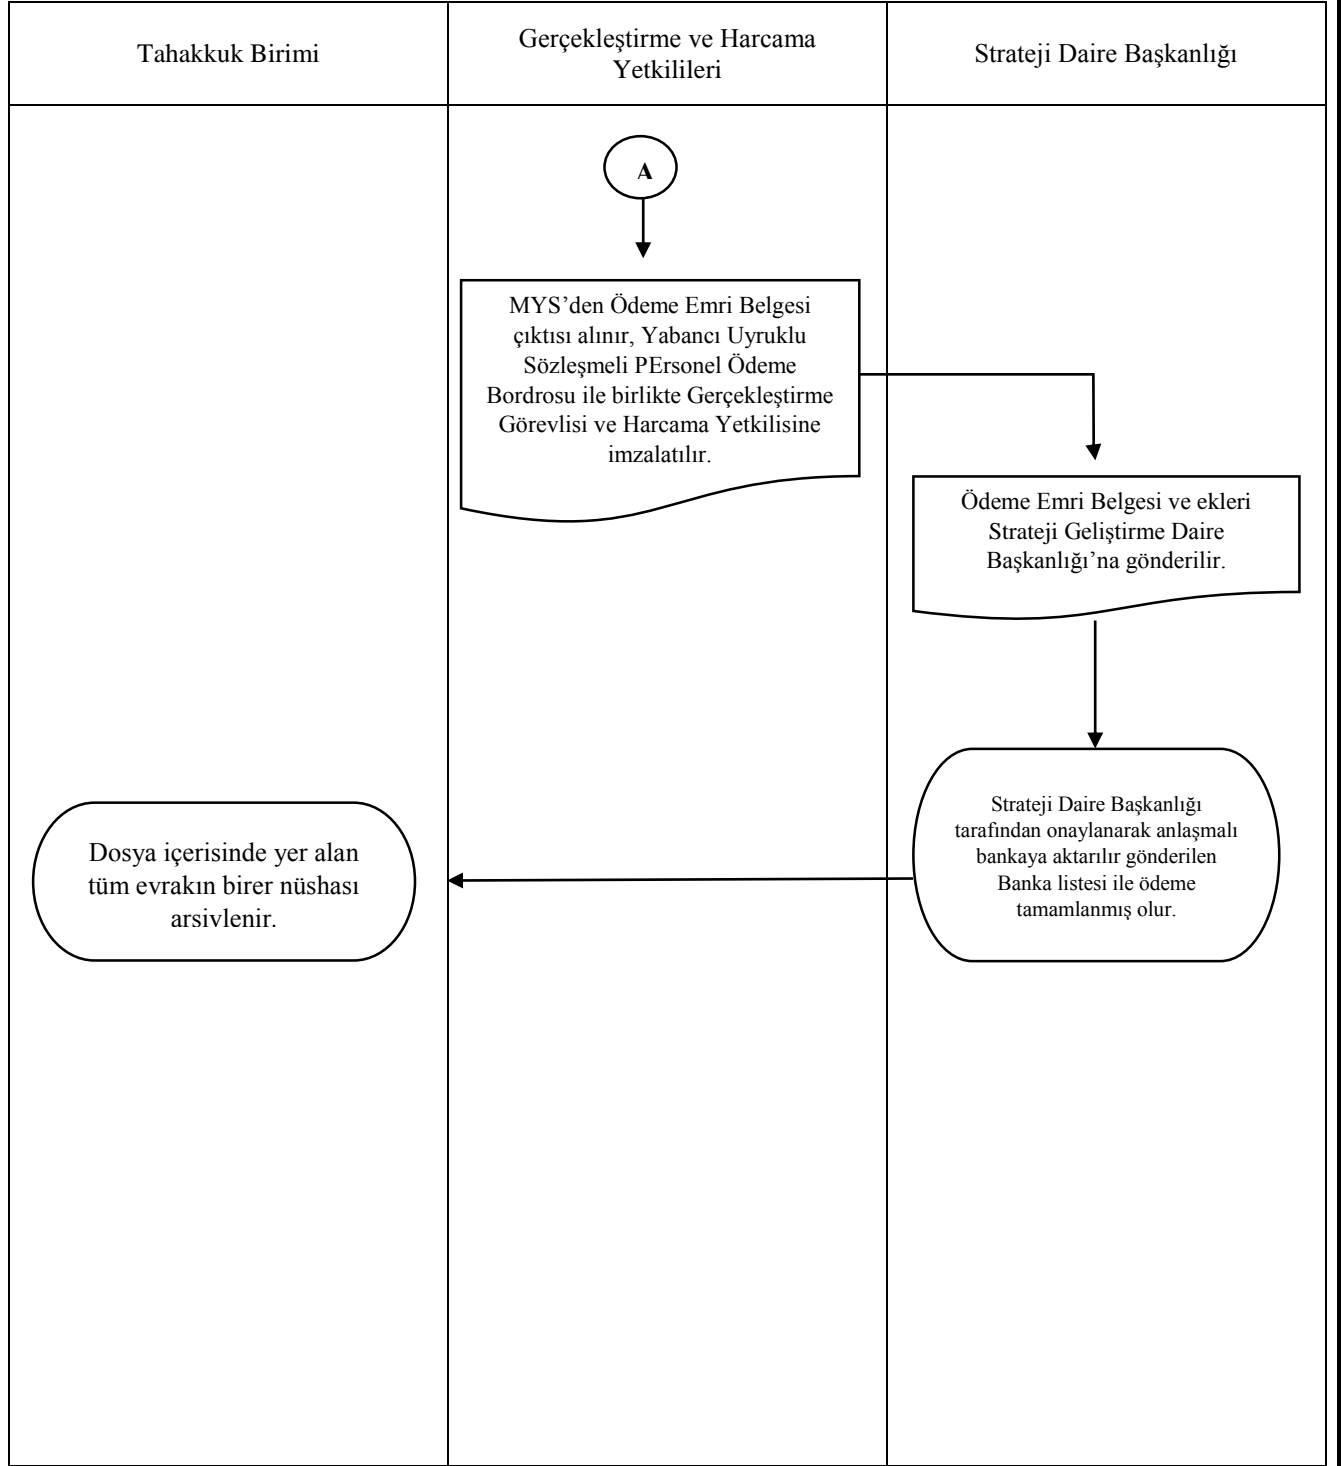 Tahakkuk Birimi
Gerçekleştirme ve Harcama
Yetkilileri
Strateji Daire Başkanlığı
A
MYS’den Ödeme Emri Belgesi
çıktısı alınır, Yabancı Uyruklu
Sözleşmeli PErsonel Ödeme
Bordrosu ile birlikte Gerçekleştirme
Görevlisi ve Harcama Yetkilisine
imzalatılır.
Ödeme Emri Belgesi ve ekleri
Strateji Geliştirme Daire
Başkanlığı’na gönderilir.
Strateji Daire Başkanlığı
tarafından onaylanarak anlaşmalı
bankaya aktarılır gönderilen
Banka listesi ile ödeme
tamamlanmış olur.
Dosya içerisinde yer alan
tüm evrakın birer nüshası
arsivlenir.